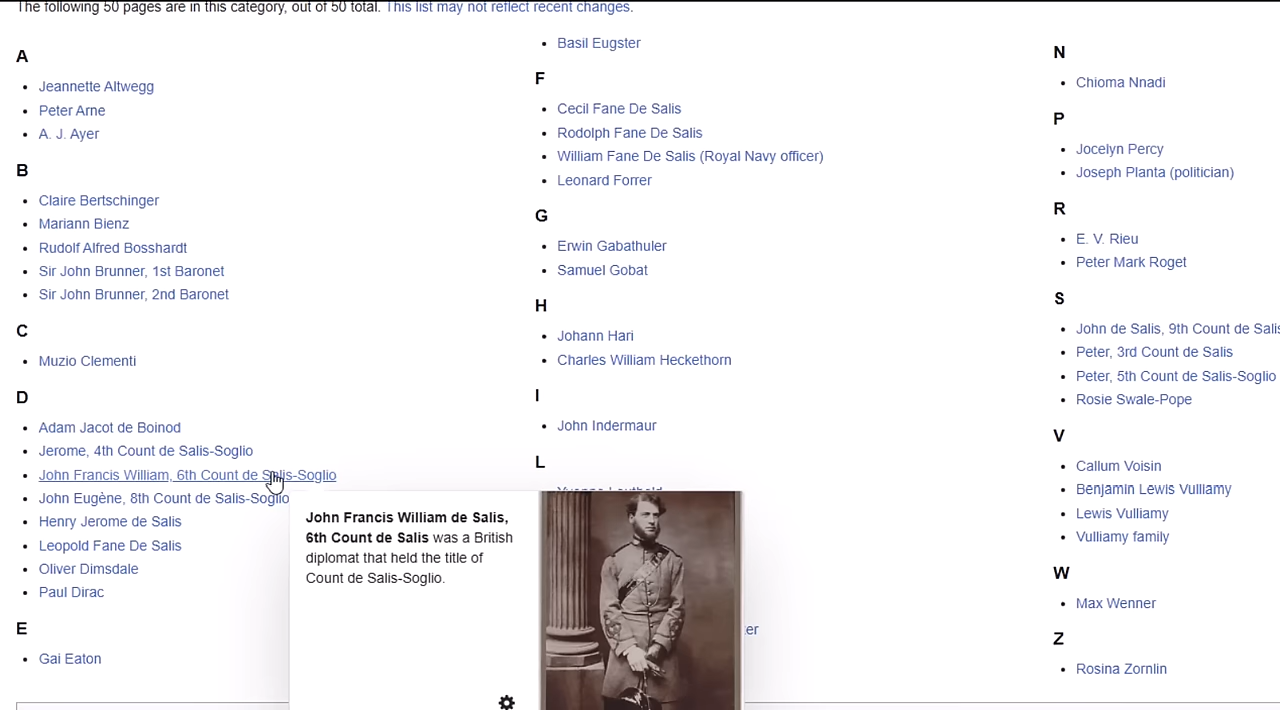 The following 50 pages are in this category, out of 50 total. This list may not reflect recent changes.
A
Jeannette Altwegg
Peter Arne
A. J. Ayer
B
Claire Bertschinger
Mariann Bienz
Rudolf Alfred Bosshardt
Sir John Brunner, 1st Baronet
Sir John Brunner, 2nd Baronet
C
Muzio Clementi
D
Adam Jacot de Boinod
Jerome, 4th Count de Salis-Soglio
John Francis William, 6th Count de Salis-Soglio
John Eugène, 8th Count de Salis-Soglio
Henry Jerome de Salis
Leopold Fane De Salis
Oliver Dimsdale
Paul Dirac
E
Gai Eaton
Basil Eugster
F
Cecil Fane De Salis
Rodolph Fane De Salis
William Fane De Salis (Royal Navy officer)
Leonard Forrer
G
Erwin Gabathuler
Samuel Gobat
H
Johann Hari
Charles William Heckethorn
I
John Indermaur
L
John Francis William de Salis,
6th Count de Salis was a British
diplomat that held the title of
Count de Salis-Soglio.
N
Chioma Nnadi
P
Jocelyn Percy
Joseph Planta (politician)
R
E. V. Rieu
Peter Mark Roget
S
John de Salis, 9th Count de Salis
Peter, 3rd Count de Salis
Peter, 5th Count de Salis-Soglio
Rosie Swale-Pope
V
Callum Voisin
Benjamin Lewis Vulliamy
Lewis Vulliamy
Vulliamy family
W
Max Wenner
Z
Rosina Zornlin